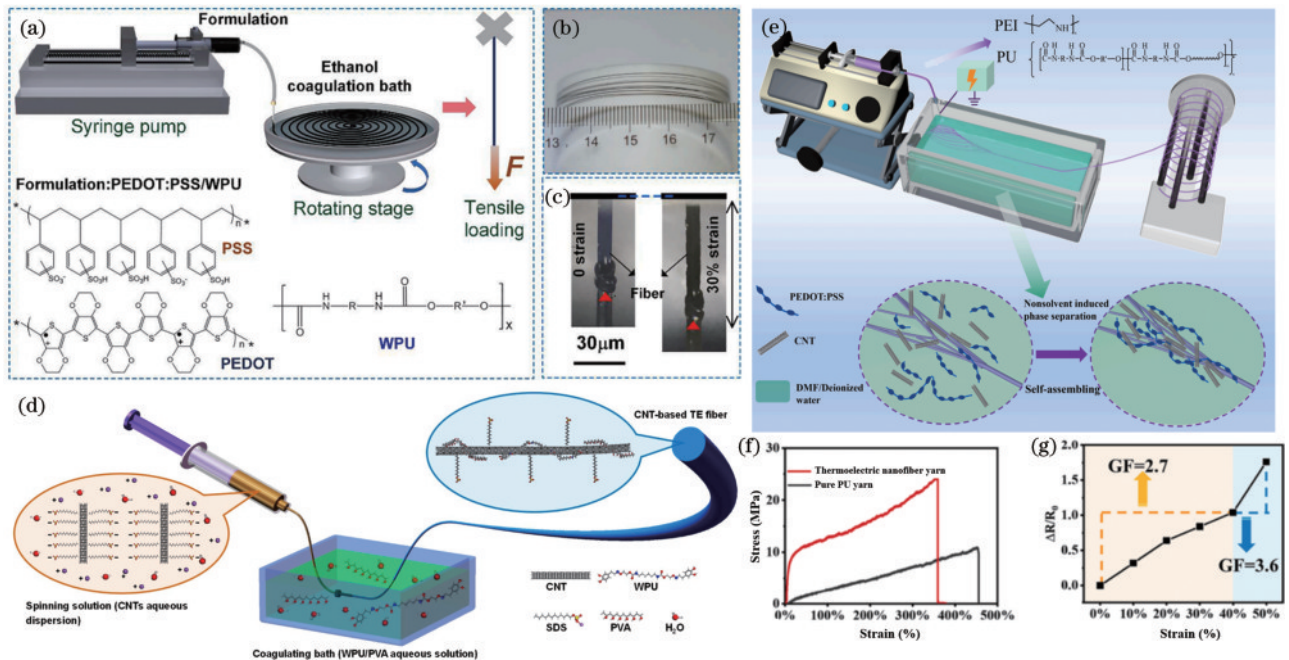 (a)
Formulation
Ethanol
coagulation bath
Syringe pump
F
Formulation:PEDOT:PSS/WPU
Rotating stage
Tensile
loading
PSS
SO₃⁻ SO₃H SO₃H SO₃⁻ SO₃H
PEDOT
WPU
(b)
13 14 15 16 17
(c)
0 strain
Fiber
30% strain
30μm
(e)
PEI
PU
PEDOT:PSS
CNT
DMF/Deionized
water
Nonsolvent induced
phase separation
Self-assembling
(d)
CNT-based TE fiber
Spinning solution (CNTs aqueous
dispersion)
Coagulating bath (WPU/PVA aqueous solution)
CNT WPU
SDS PVA H₂O
(f)
Stress (MPa)
30
20
10
0
Thermoelectric nanofiber yarn
Pure PU yarn
0 100% 200% 300% 400% 500%
Strain (%)
(g)
ΔR/R₀
2.0
1.5
1.0
0.5
0.0
GF=2.7
GF=3.6
0% 10% 20% 30% 40% 50%
Strain (%)